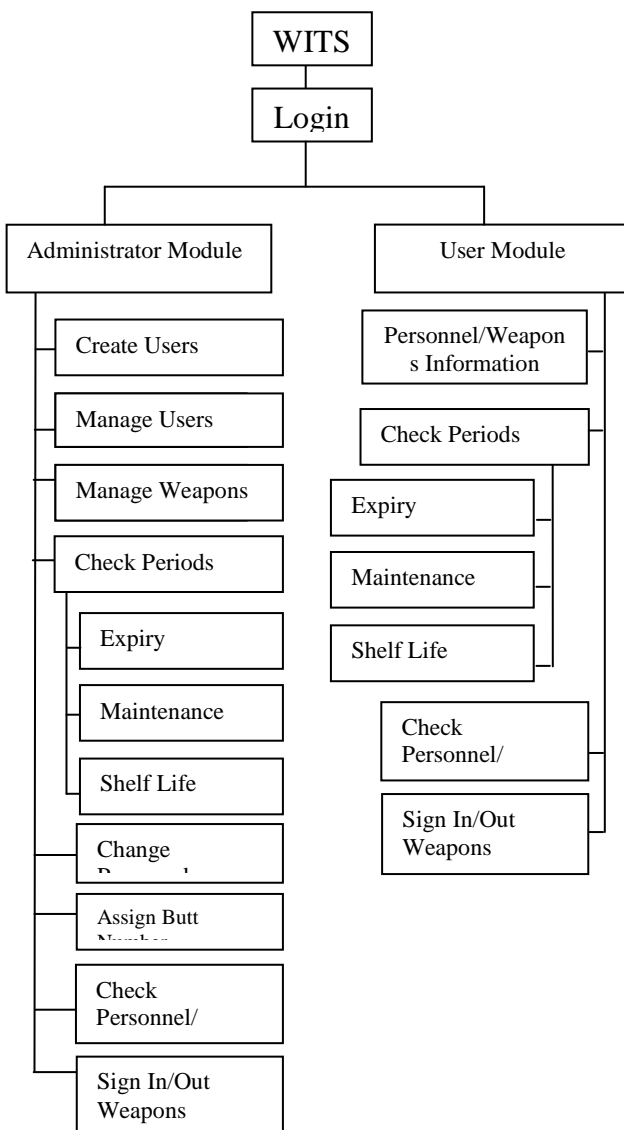 WITS
Login
Administrator Module
User Module
Create Users
Manage Users
Manage Weapons
Check Periods
Expiry
Maintenance
Shelf Life
Change
Assign Butt
Number
Check
Personnel/
Sign In/Out
Weapons
Personnel/Weapon
s Information
Check Periods
Expiry
Maintenance
Shelf Life
Check
Personnel/
Sign In/Out
Weapons